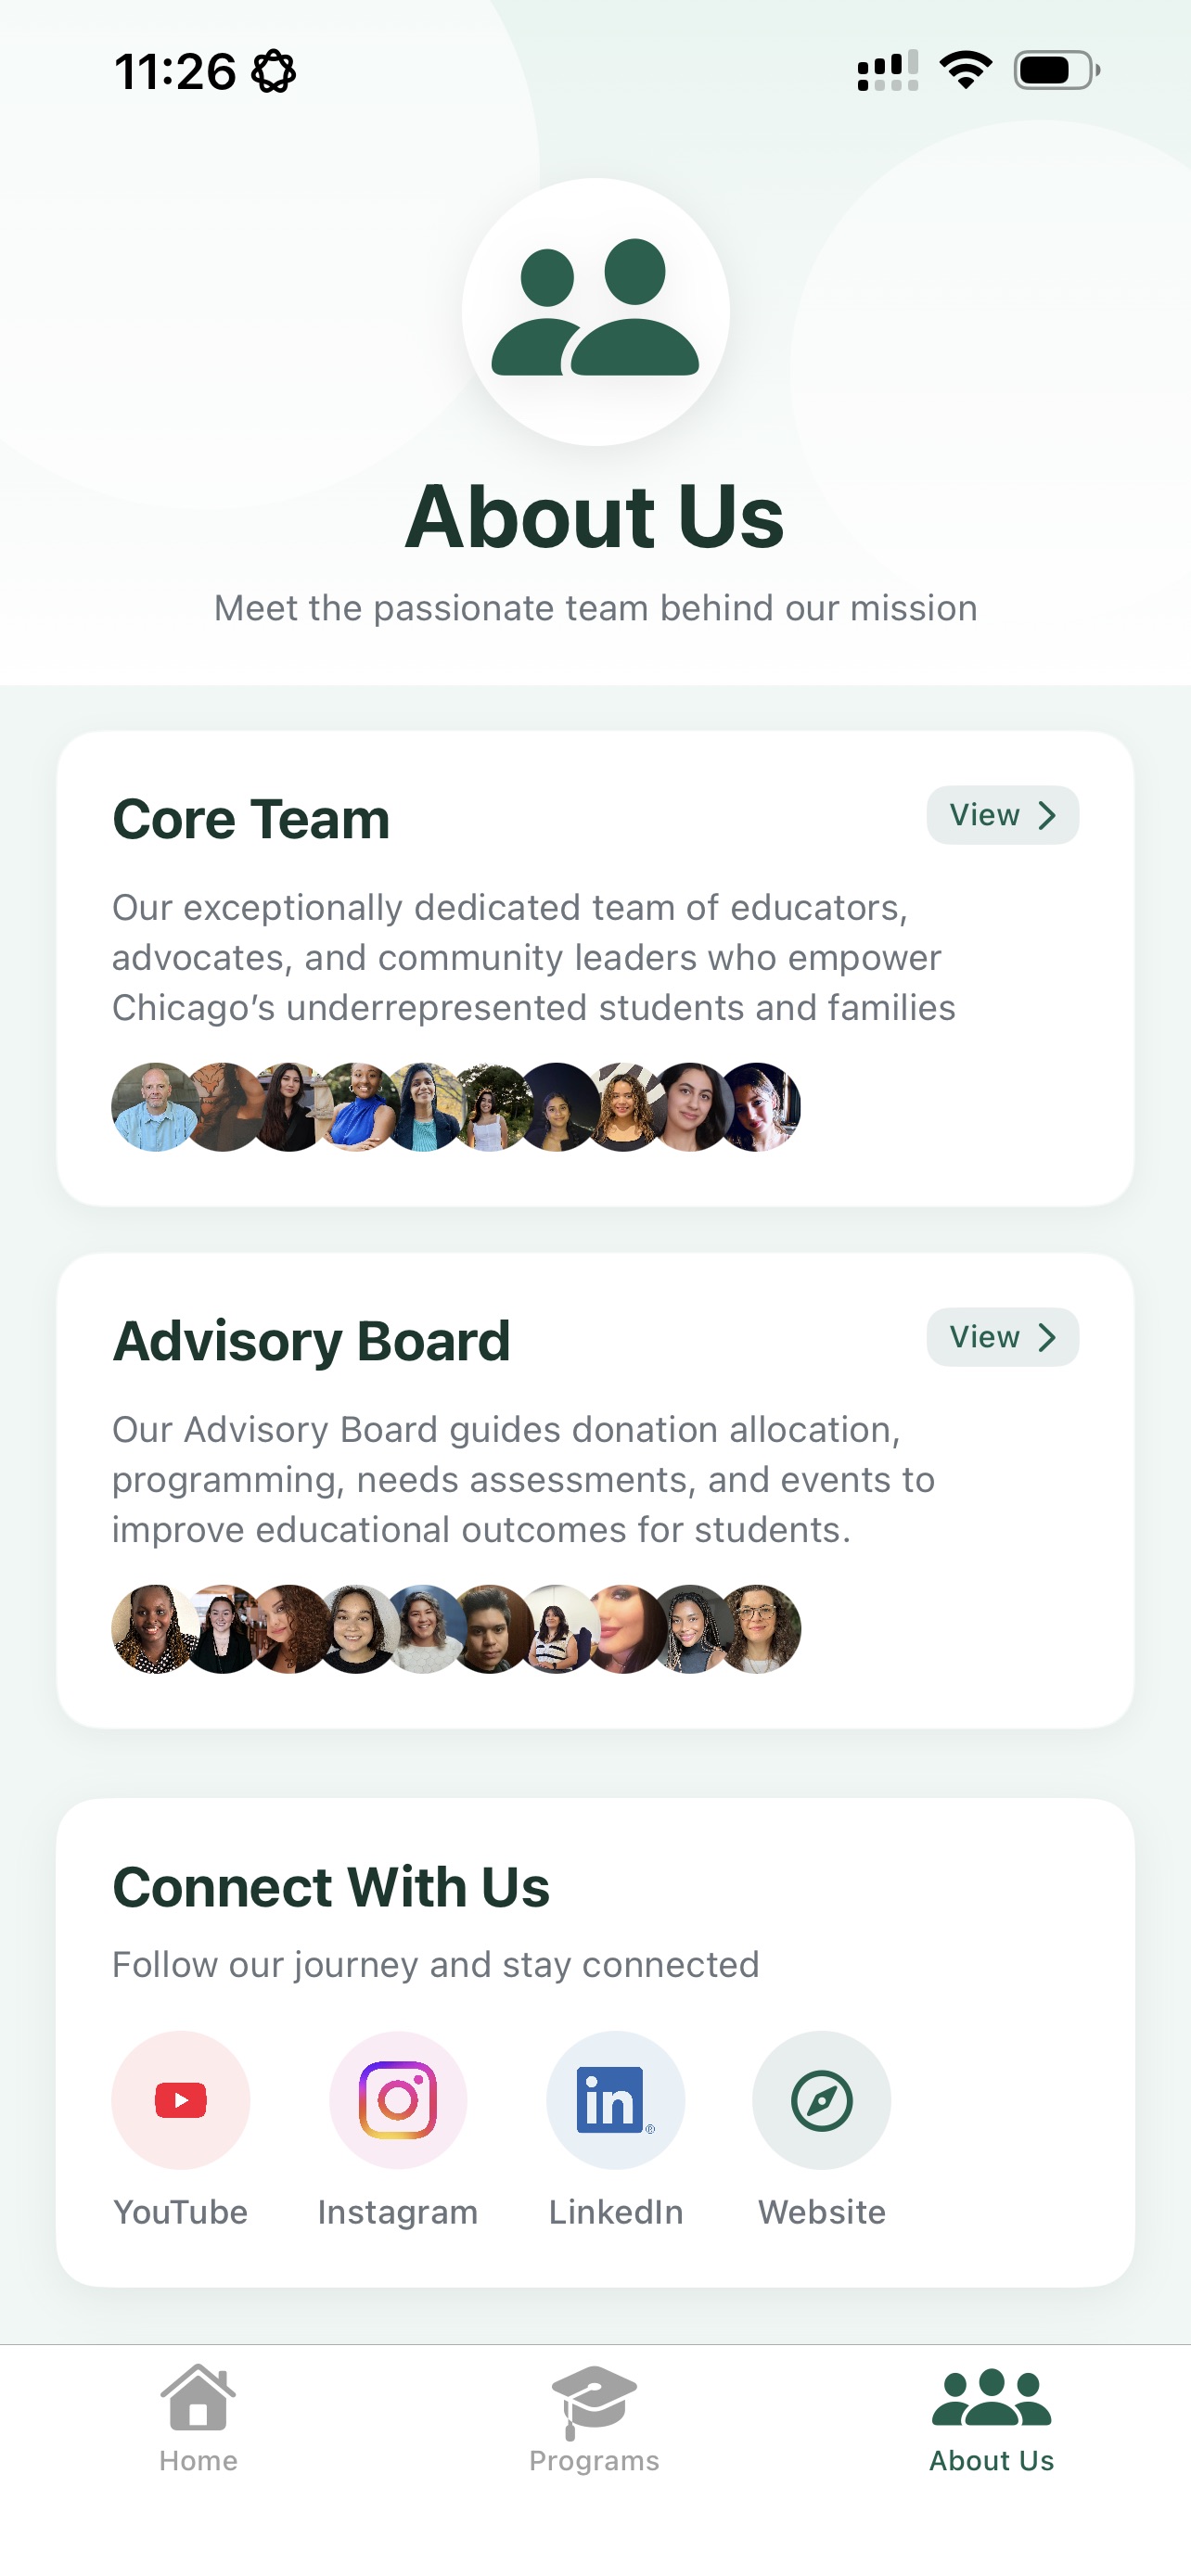 11:26
About Us
Meet the passionate team behind our mission
Core Team
View
Our exceptionally dedicated team of educators,
advocates, and community leaders who empower
Chicago’s underrepresented students and families
Advisory Board
View
Our Advisory Board guides donation allocation,
programming, needs assessments, and events to
improve educational outcomes for students.
Connect With Us
Follow our journey and stay connected
in®
YouTube Instagram LinkedIn Website
Home Programs About Us